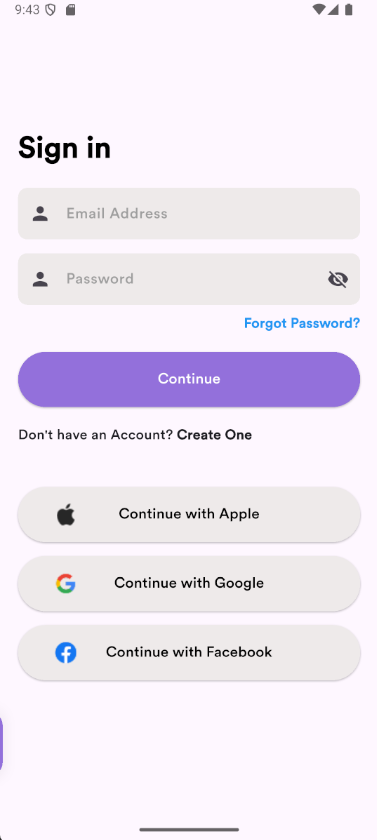 9:43
Sign in
Email Address
Password
Forgot Password?
Continue
Don't have an Account? Create One
Continue with Apple
Continue with Google
Continue with Facebook